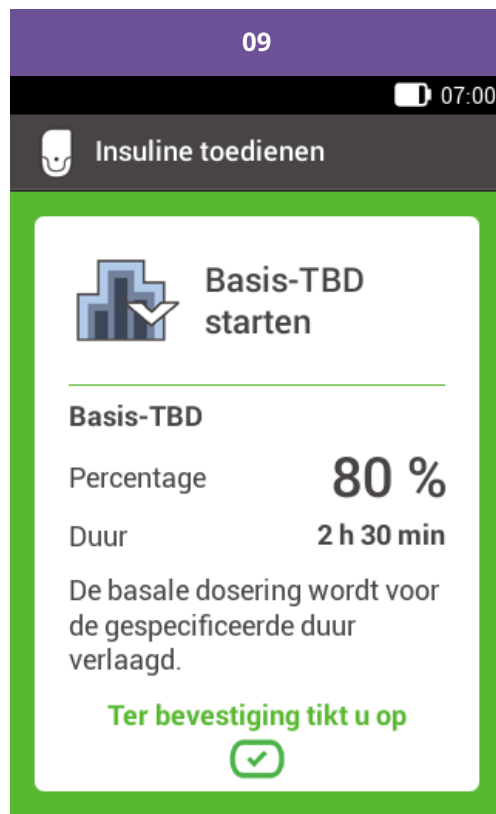 09
07:00
Insuline toedienen
Basis-TBD
starten
Basis-TBD
Percentage 80 %
Duur 2 h 30 min
De basale dosering wordt voor
de gespecificeerde duur
verlaagd.
Ter bevestiging tikt u op